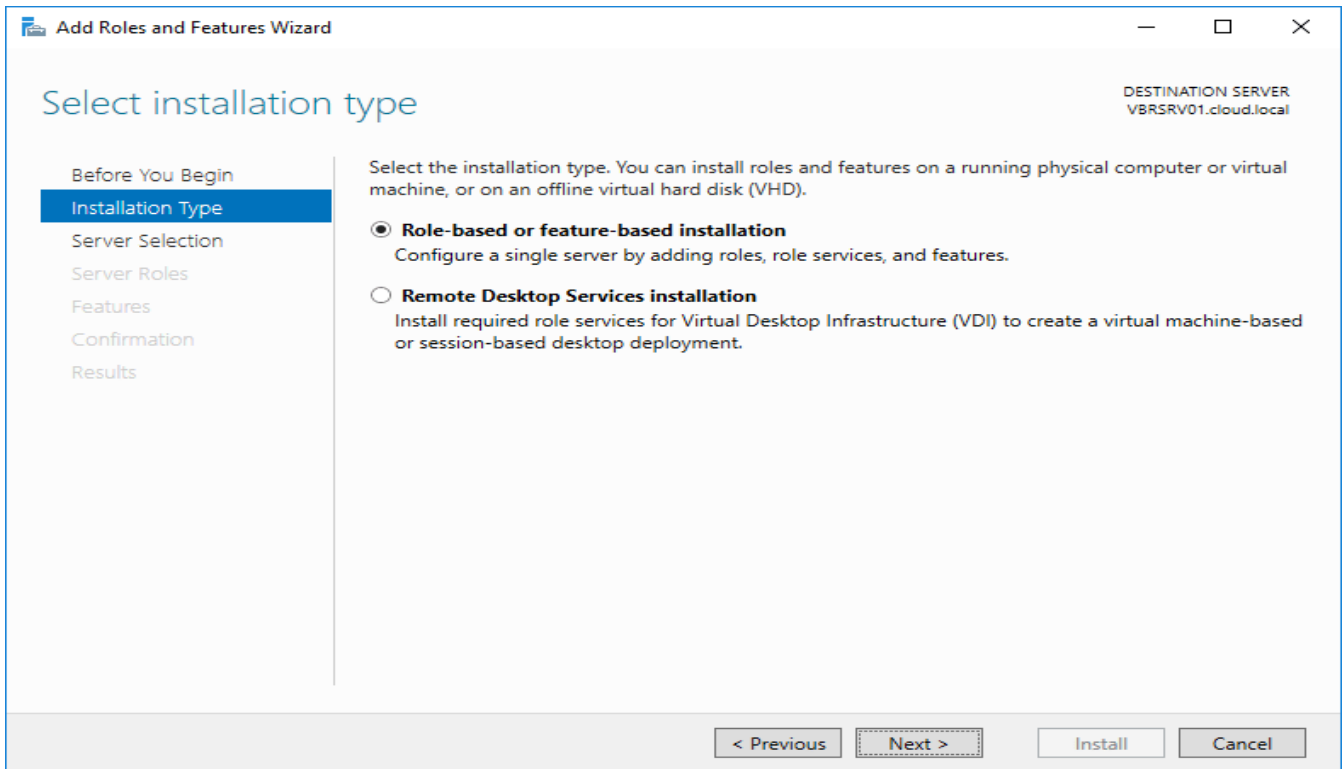 Add Roles and Features Wizard
Select installation type
DESTINATION SERVER
VBRSRV01.cloud.local
Before You Begin
Installation Type
Server Selection
Server Roles
Features
Confirmation
Results
Select the installation type. You can install roles and features on a running physical computer or virtual
machine, or on an offline virtual hard disk (VHD).
Role-based or feature-based installation
Configure a single server by adding roles, role services, and features.
Remote Desktop Services installation
Install required role services for Virtual Desktop Infrastructure (VDI) to create a virtual machine-based
or session-based desktop deployment.
< Previous Next > Install Cancel